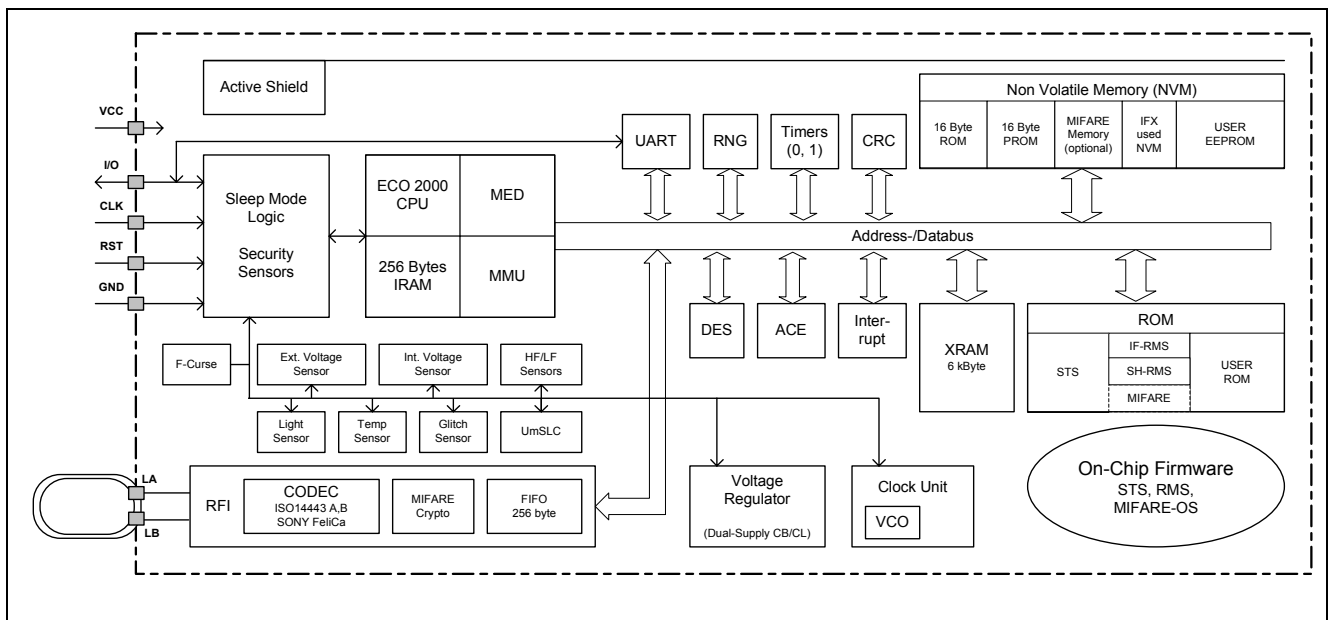 Active Shield
VCC
I/O
CLK
RST
GND
Sleep Mode
Logic
Security
Sensors
ECO 2000
CPU
MED
256 Bytes
IRAM
MMU
UART
RNG
Timers
(0, 1)
CRC
Non Volatile Memory (NVM)
16 Byte
ROM
16 Byte
PROM
MIFARE
Memory
(optional)
IFX
used
NVM
USER
EEPROM
Address-/Databus
DES
ACE
Inter-
rupt
XRAM
6 kByte
ROM
STS
IF-RMS
SH-RMS
MIFARE
USER
ROM
F-Curse
Ext. Voltage
Sensor
Int. Voltage
Sensor
HF/LF
Sensors
Light
Sensor
Temp
Sensor
Glitch
Sensor
UmSLC
LA
LB
RFI
CODEC
ISO14443 A,B
SONY FeliCa
MIFARE
Crypto
FIFO
256 byte
Voltage
Regulator
(Dual-Supply CB/CL)
Clock Unit
VCO
On-Chip Firmware
STS, RMS,
MIFARE-OS